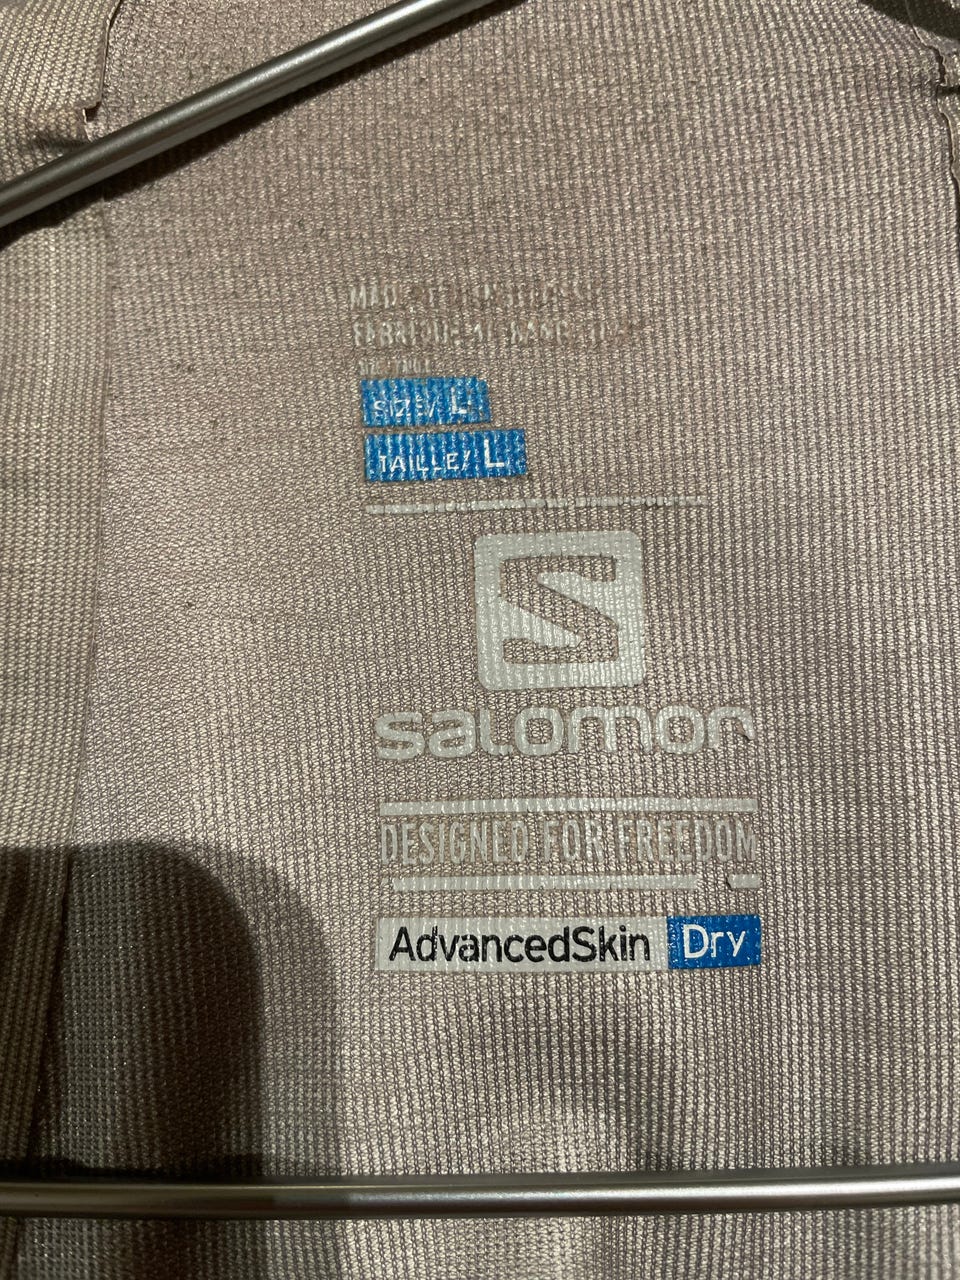 SIZE/ L
TAILLE/ L
S
salomon
DESIGNED FOR FREEDOM
AdvancedSkin Dry